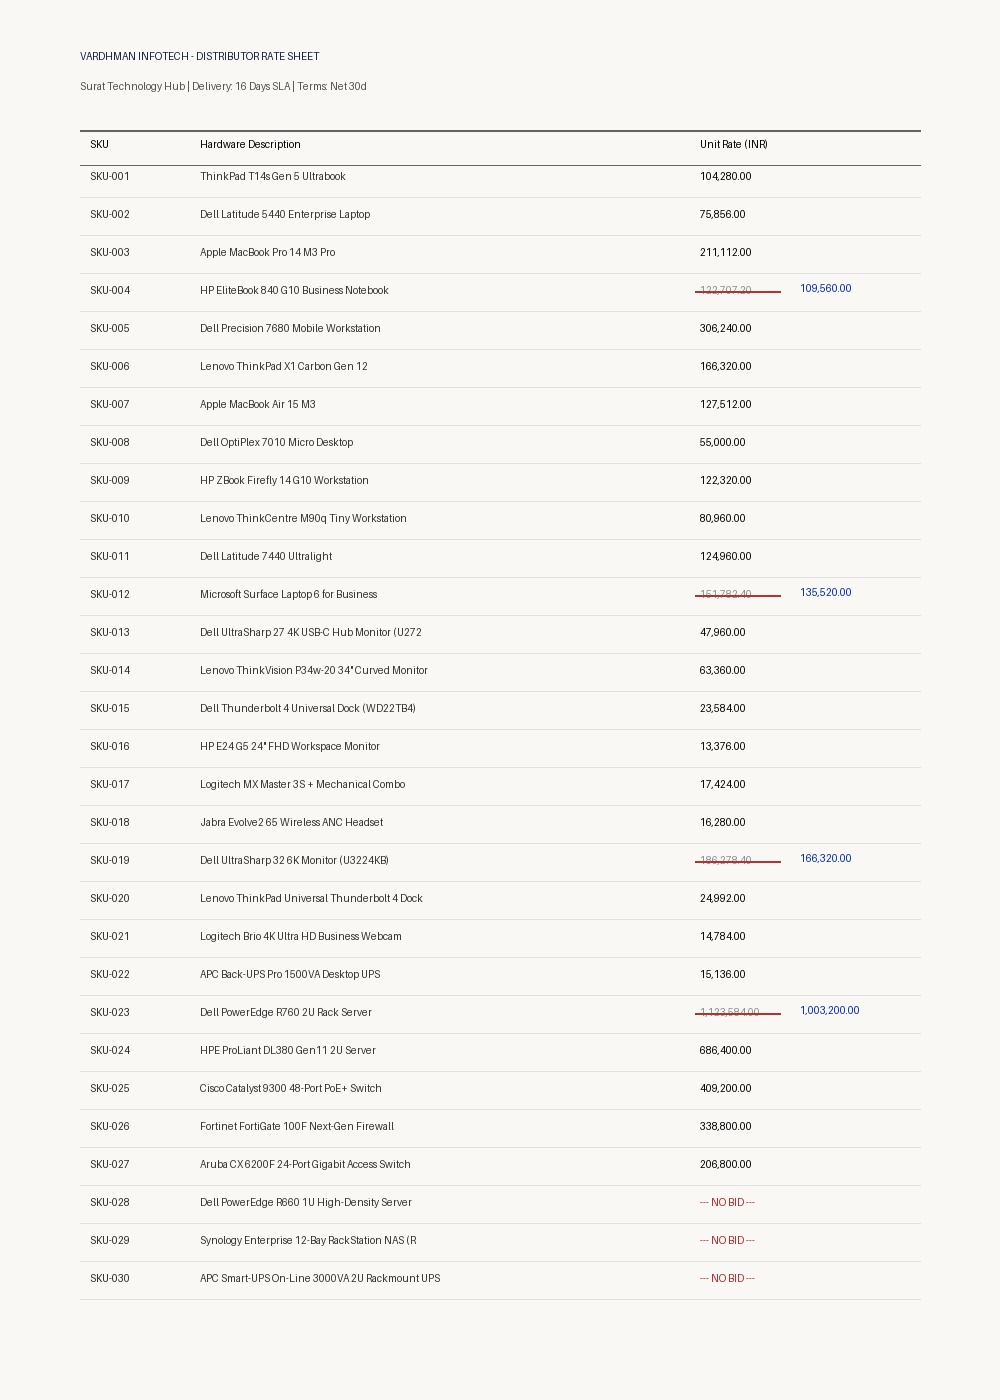 VARDHMAN INFOTECH - DISTRIBUTOR RATE SHEET
Surat Technology Hub | Delivery: 16 Days SLA | Terms: Net 30d
SKU Hardware Description Unit Rate (INR)
SKU-001 ThinkPad T14s Gen 5 Ultrabook 104,280.00
SKU-002 Dell Latitude 5440 Enterprise Laptop 75,856.00
SKU-003 Apple MacBook Pro 14 M3 Pro 211,112.00
SKU-004 HP EliteBook 840 G10 Business Notebook 122,707.20 109,560.00
SKU-005 Dell Precision 7680 Mobile Workstation 306,240.00
SKU-006 Lenovo ThinkPad X1 Carbon Gen 12 166,320.00
SKU-007 Apple MacBook Air 15 M3 127,512.00
SKU-008 Dell OptiPlex 7010 Micro Desktop 55,000.00
SKU-009 HP ZBook Firefly 14 G10 Workstation 122,320.00
SKU-010 Lenovo ThinkCentre M90q Tiny Workstation 80,960.00
SKU-011 Dell Latitude 7440 Ultralight 124,960.00
SKU-012 Microsoft Surface Laptop 6 for Business 151,782.40 135,520.00
SKU-013 Dell UltraSharp 27 4K USB-C Hub Monitor (U272 47,960.00
SKU-014 Lenovo ThinkVision P34w-20 34" Curved Monitor 63,360.00
SKU-015 Dell Thunderbolt 4 Universal Dock (WD22TB4) 23,584.00
SKU-016 HP E24 G5 24" FHD Workspace Monitor 13,376.00
SKU-017 Logitech MX Master 3S + Mechanical Combo 17,424.00
SKU-018 Jabra Evolve2 65 Wireless ANC Headset 16,280.00
SKU-019 Dell UltraSharp 32 6K Monitor (U3224KB) 186,278.40 166,320.00
SKU-020 Lenovo ThinkPad Universal Thunderbolt 4 Dock 24,992.00
SKU-021 Logitech Brio 4K Ultra HD Business Webcam 14,784.00
SKU-022 APC Back-UPS Pro 1500VA Desktop UPS 15,136.00
SKU-023 Dell PowerEdge R760 2U Rack Server 1,123,584.00 1,003,200.00
SKU-024 HPE ProLiant DL380 Gen11 2U Server 686,400.00
SKU-025 Cisco Catalyst 9300 48-Port PoE+ Switch 409,200.00
SKU-026 Fortinet FortiGate 100F Next-Gen Firewall 338,800.00
SKU-027 Aruba CX 6200F 24-Port Gigabit Access Switch 206,800.00
SKU-028 Dell PowerEdge R660 1U High-Density Server --- NO BID ---
SKU-029 Synology Enterprise 12-Bay RackStation NAS (R --- NO BID ---
SKU-030 APC Smart-UPS On-Line 3000VA 2U Rackmount UPS --- NO BID ---